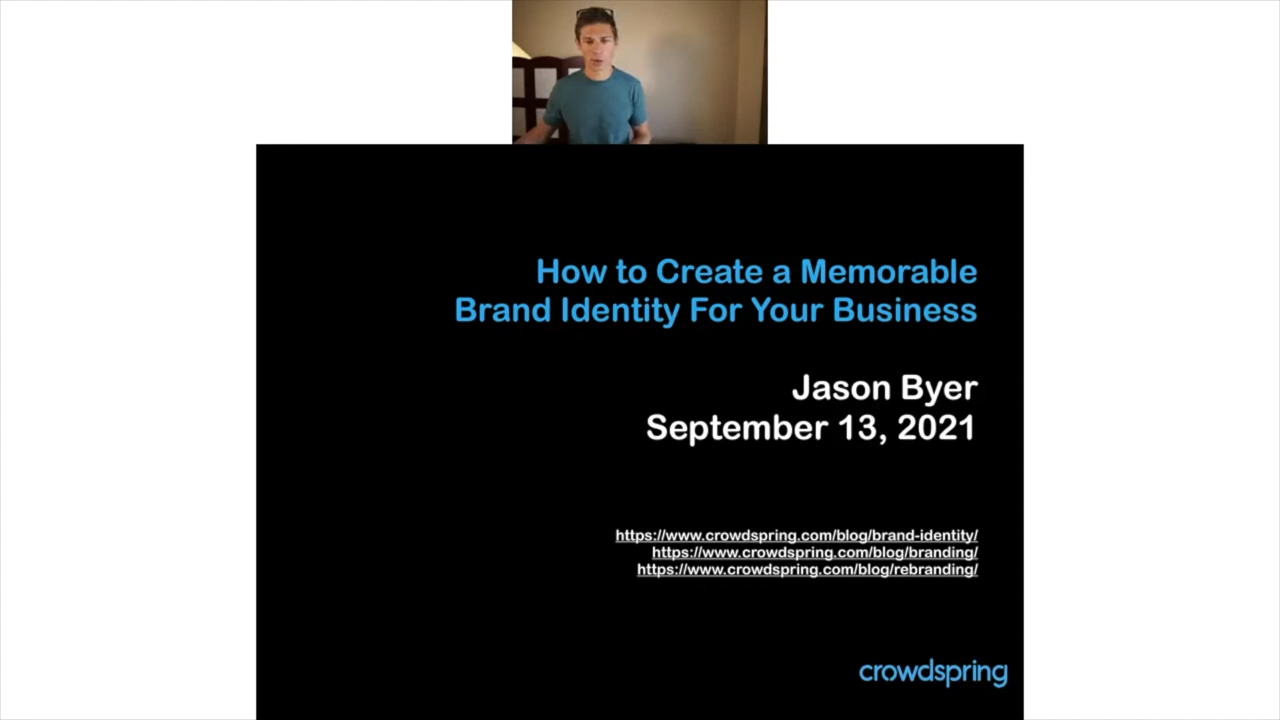 How to Create a Memorable
Brand Identity For Your Business
Jason Byer
September 13, 2021
https://www.crowdspring.com/blog/brand-identity/
https://www.crowdspring.com/blog/branding/
https://www.crowdspring.com/blog/rebranding/
crowdspring